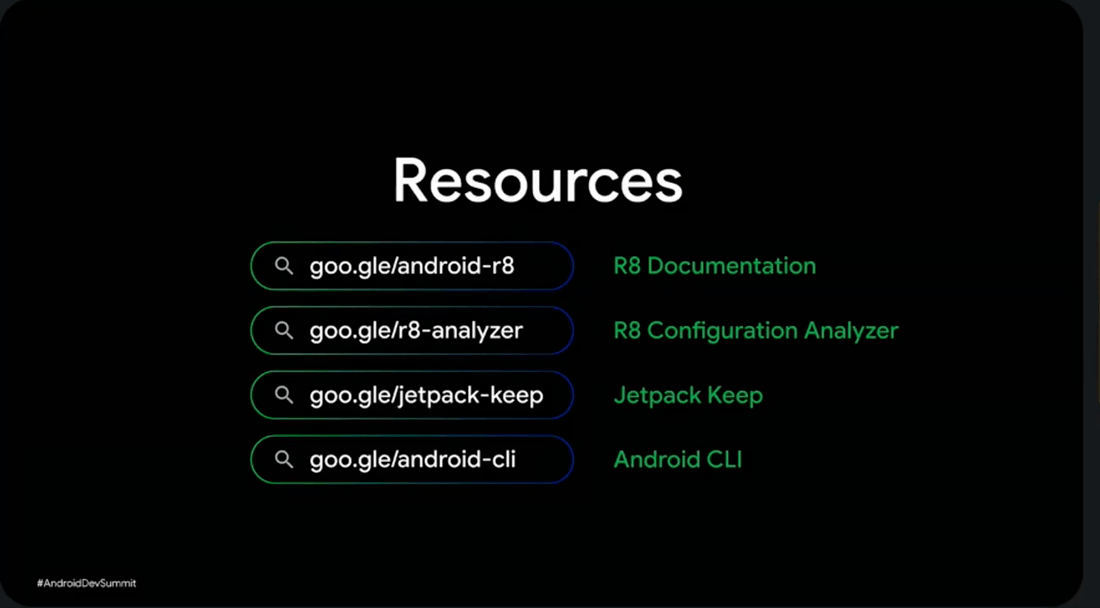 Resources
goo.gle/android-r8 R8 Documentation
goo.gle/r8-analyzer R8 Configuration Analyzer
goo.gle/jetpack-keep Jetpack Keep
goo.gle/android-cli Android CLI
#AndroidDevSummit